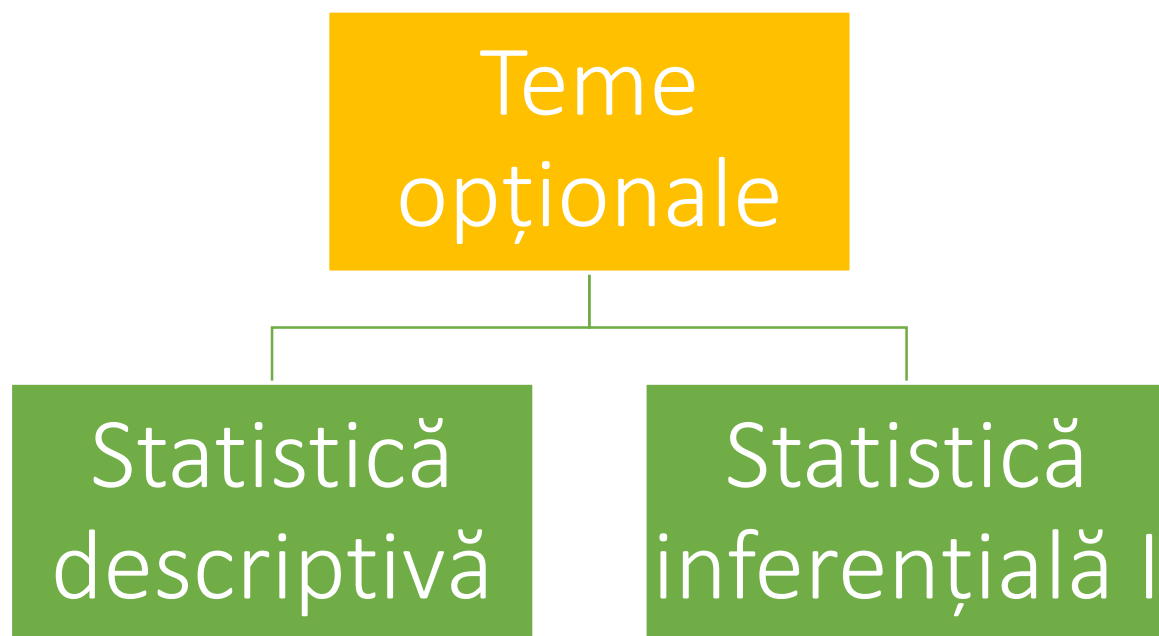 Teme
opționale
Statistică
descriptivă
Statistică
inferențială I